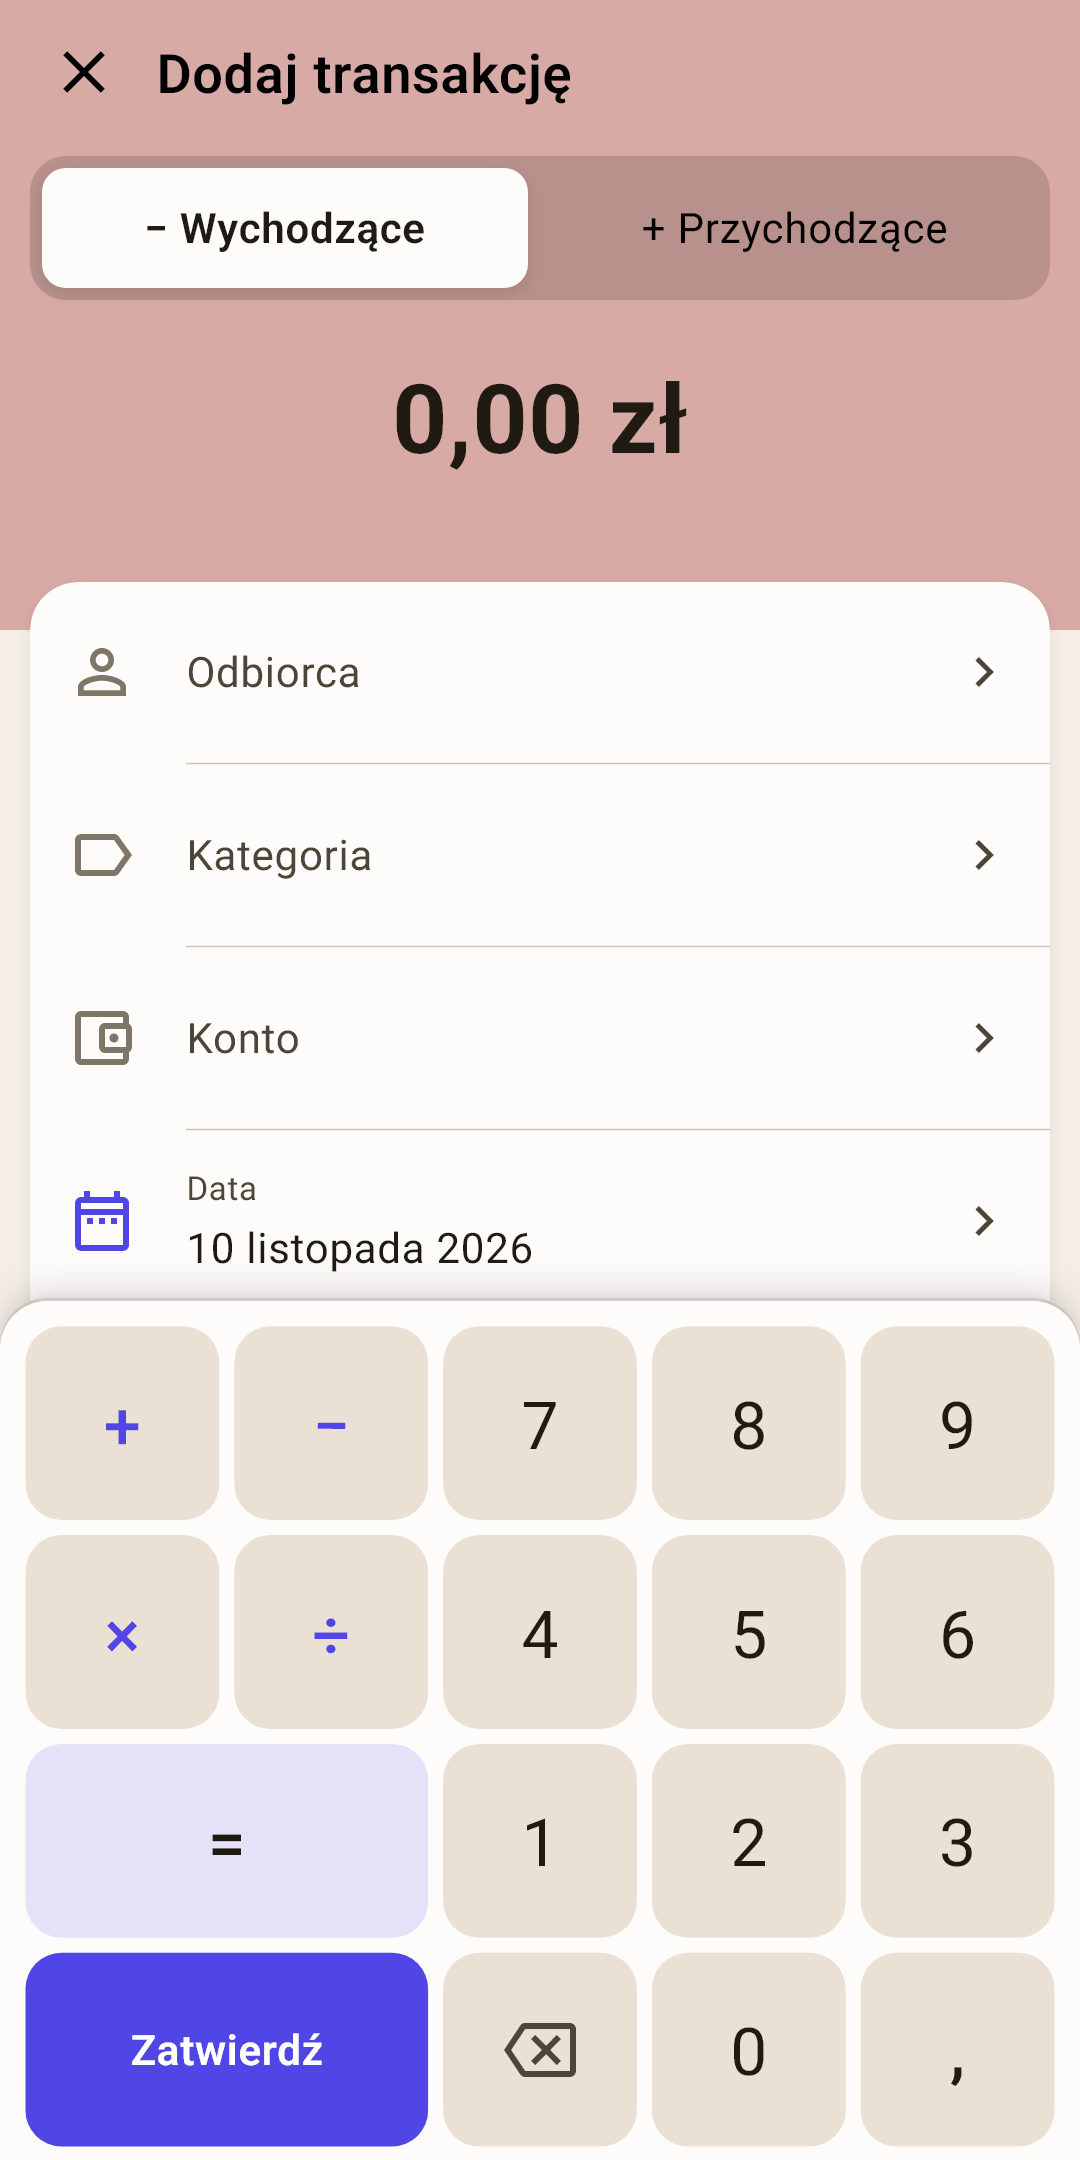 Dodaj transakcję
− Wychodzące
+ Przychodzące
0,00 zł
Odbiorca
Kategoria
Konto
Data
10 listopada 2026
+ − 7 8 9
× ÷ 4 5 6
= 1 2 3
Zatwierdź 0 ,